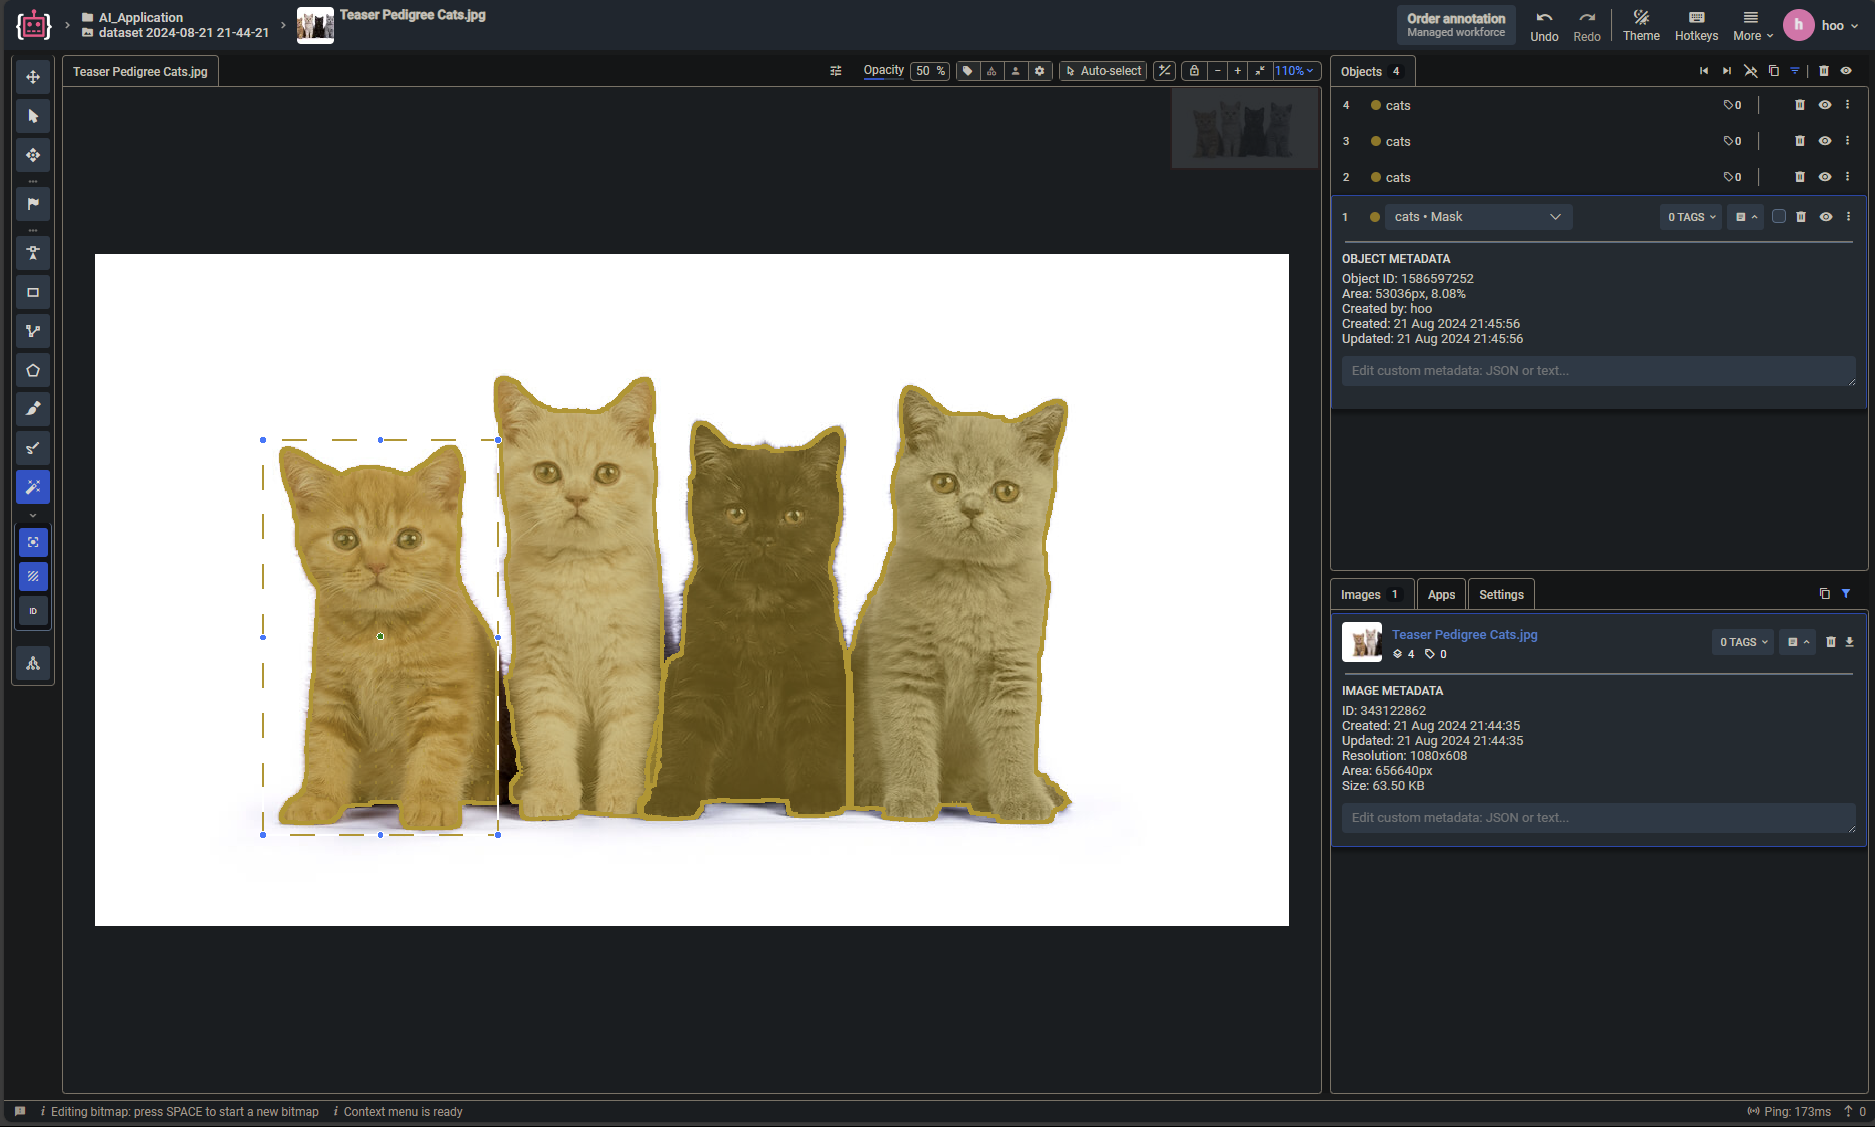 AI_Application
dataset 2024-08-21 21-44-21
Teaser Pedigree Cats.jpg
Order annotation
Managed workforce
Undo
Redo
Theme
Hotkeys
More
h
hoo
Teaser Pedigree Cats.jpg
Opacity
50 %
Auto-select
110%
Objects 4
4 cats 0
3 cats 0
2 cats 0
1 cats • Mask 0 TAGS
OBJECT METADATA
Object ID: 1586597252
Area: 53036px, 8.08%
Created by: hoo
Created: 21 Aug 2024 21:45:56
Updated: 21 Aug 2024 21:45:56
Edit custom metadata: JSON or text...
ID
Images 1
Apps
Settings
Teaser Pedigree Cats.jpg
4 0
0 TAGS
IMAGE METADATA
ID: 343122862
Created: 21 Aug 2024 21:44:35
Updated: 21 Aug 2024 21:44:35
Resolution: 1080x608
Area: 656640px
Size: 63.50 KB
Edit custom metadata: JSON or text...
i Editing bitmap: press SPACE to start a new bitmap
i Context menu is ready
Ping: 173ms
0